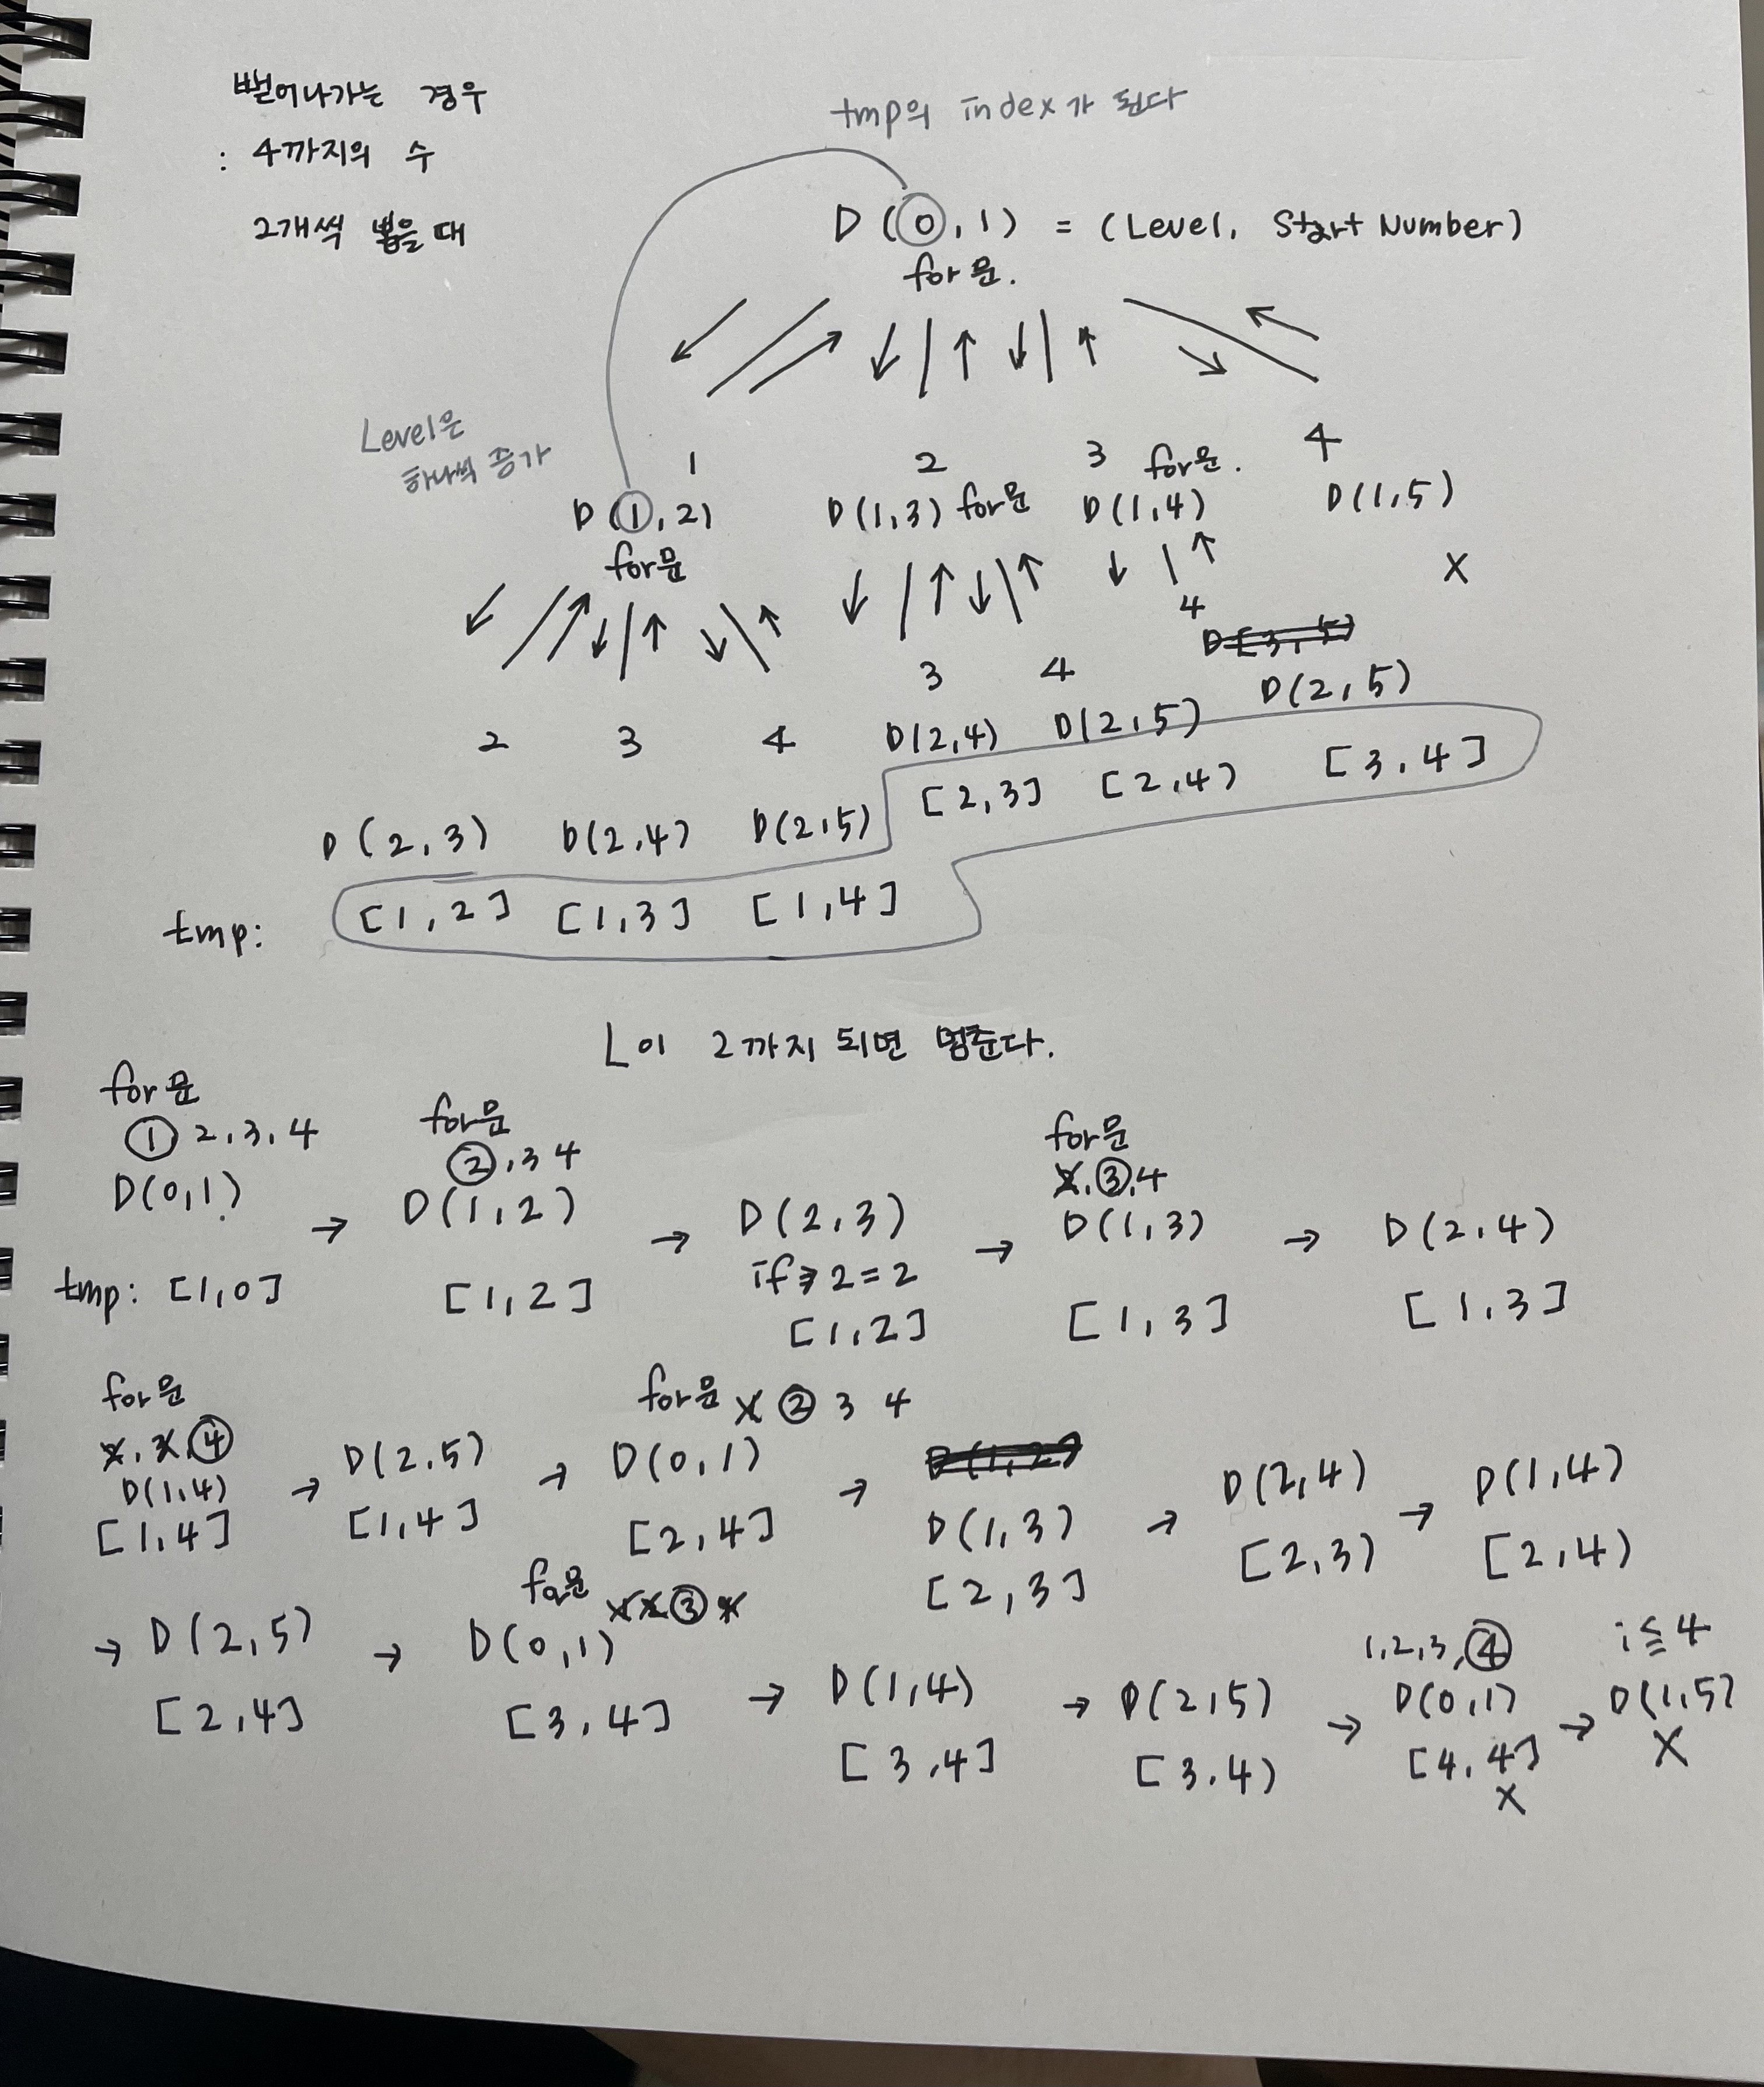 뻗어나가는 경우
: 4까지의 수
2개씩 뽑을 때
tmp의 index가 된다
D(0,1) = (Level, Start Number)
for문.
Level은
하나씩 증가
1 2 3 for문. 4
D(1,2) D(1,3) for문 D(1,4) D(1,5)
for문 X
4
3 4 D(2,5)
2 3 4 D(2,4) D(2,5)
[2,3] [2,4) [3,4]
D(2,3) D(2,4) D(2,5)
tmp: [1,2] [1,3] [1,4]
L이 2까지 되면 멈춘다.
for문 for문 for문
① 2,3,4 ②,3 4 2,③,4
D(0,1) → D(1,2) → D(2,3) → D(1,3) → D(2,4)
if문 2=2
tmp: [1,0] [1,2] [1,2] [1,3] [1,3]
for문 for문 1 ② 3 4
2,3,④
D(1,4) → D(2,5) → D(0,1) → D(1,3) → D(2,4) → D(1,4)
[1,4] [1,4] [2,4] [2,3] [2,3) [2,4)
for문 ③ 1,2,3,④ i≤4
→ D(2,5) → D(0,1) → D(1,4) → D(2,5) → D(0,1) → D(1,5)
[2,4] [3,4] [3,4] [3,4) [4,4] X
X